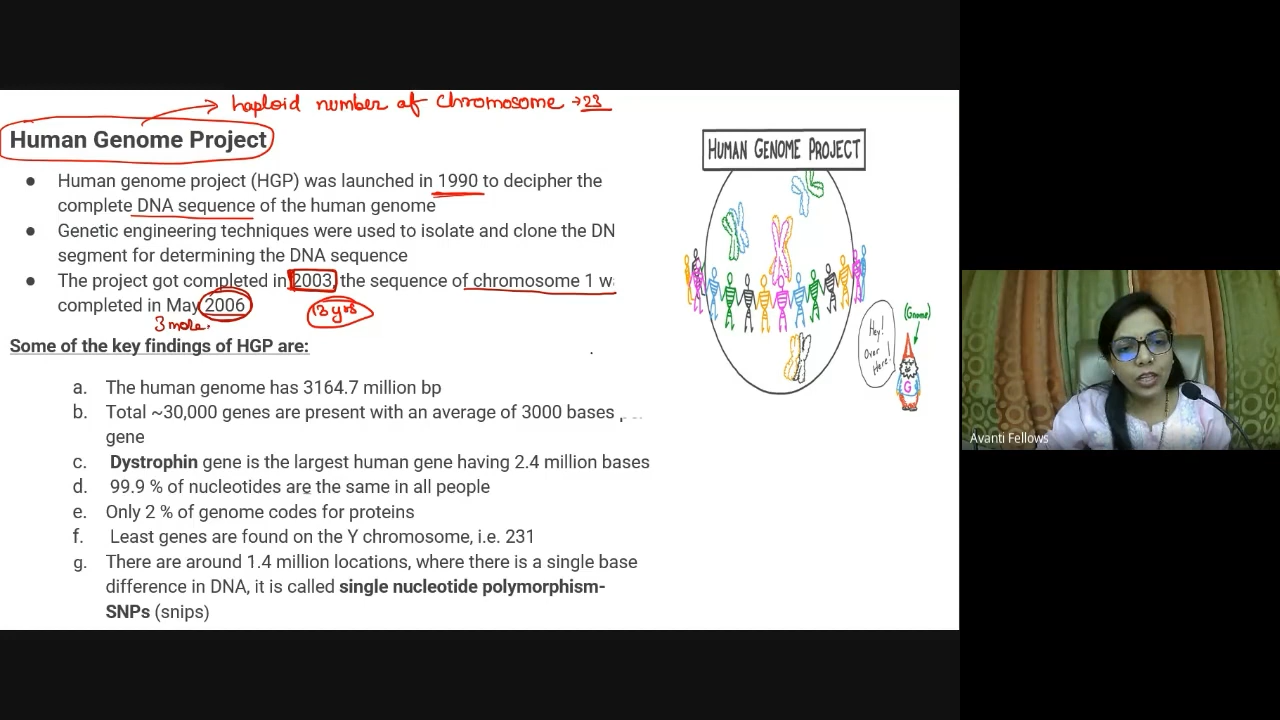 haploid number of chromosome → 23
Human Genome Project
● Human genome project (HGP) was launched in 1990 to decipher the
complete DNA sequence of the human genome
● Genetic engineering techniques were used to isolate and clone the DN
segment for determining the DNA sequence
● The project got completed in 2003, the sequence of chromosome 1 w
completed in May 2006
3 more.
13 yrs
Some of the key findings of HGP are:
a. The human genome has 3164.7 million bp
b. Total ~30,000 genes are present with an average of 3000 bases
gene
c. Dystrophin gene is the largest human gene having 2.4 million bases
d. 99.9 % of nucleotides are the same in all people
e. Only 2 % of genome codes for proteins
f. Least genes are found on the Y chromosome, i.e. 231
g. There are around 1.4 million locations, where there is a single base
difference in DNA, it is called single nucleotide polymorphism-
SNPs (snips)
HUMAN GENOME PROJECT
Hey!
Over
Here!
(Gnome)
G
Avanti Fellows